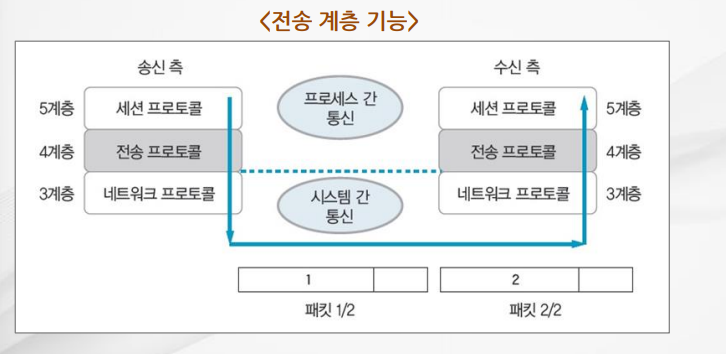 <전송 계층 기능>
송신 측
수신 측
5계층
세션 프로토콜
프로세스 간
통신
세션 프로토콜
5계층
4계층
전송 프로토콜
전송 프로토콜
4계층
3계층
네트워크 프로토콜
시스템 간
통신
네트워크 프로토콜
3계층
1
2
패킷 1/2
패킷 2/2